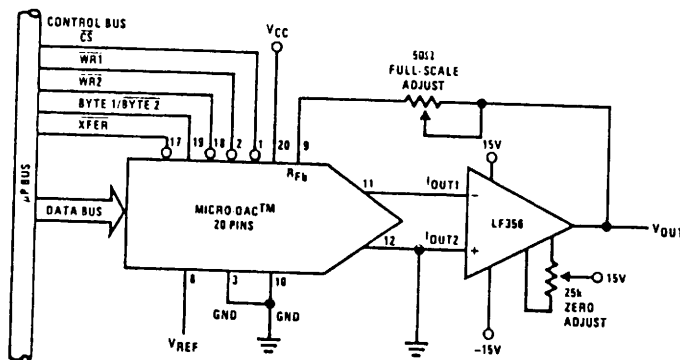 CONTROL BUS
CS
WR1
WR2
BYTE 1/BYTE 2
XFER
17
19
18
2
1
20
9
VCC
50Ω
FULL-SCALE
ADJUST
RFb
µP BUS
DATA BUS
MICRO-DAC™
20 PINS
11
IOUT1
12
IOUT2
15V
LF356
VOUT
15V
25k
ZERO
ADJUST
-15V
8
3
10
GND
GND
VREF